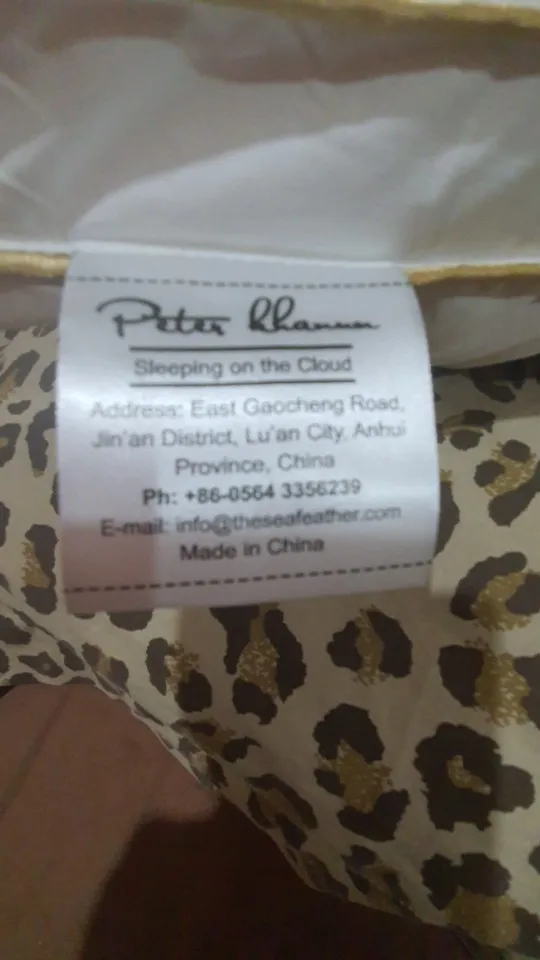 Peter Khanun
Sleeping on the Cloud
Address: East Gaocheng Road,
Jin'an District, Lu'an City, Anhui
Province, China
Ph: +86-0564 3356239
E-mail: info@theseafeather.com
Made in China